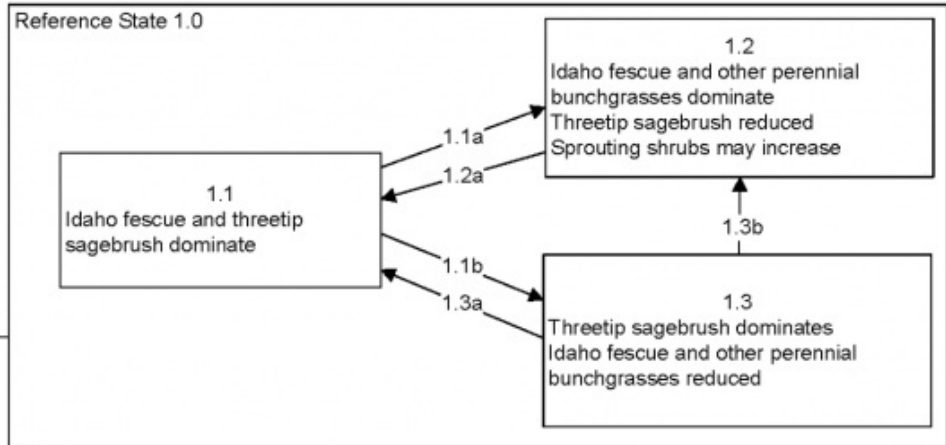 Reference State 1.0
1.2
Idaho fescue and other perennial
bunchgrasses dominate
Threetip sagebrush reduced
Sprouting shrubs may increase
1.1a
1.2a
1.1
Idaho fescue and threetip
sagebrush dominate
1.3b
1.1b
1.3a
1.3
Threetip sagebrush dominates
Idaho fescue and other perennial
bunchgrasses reduced